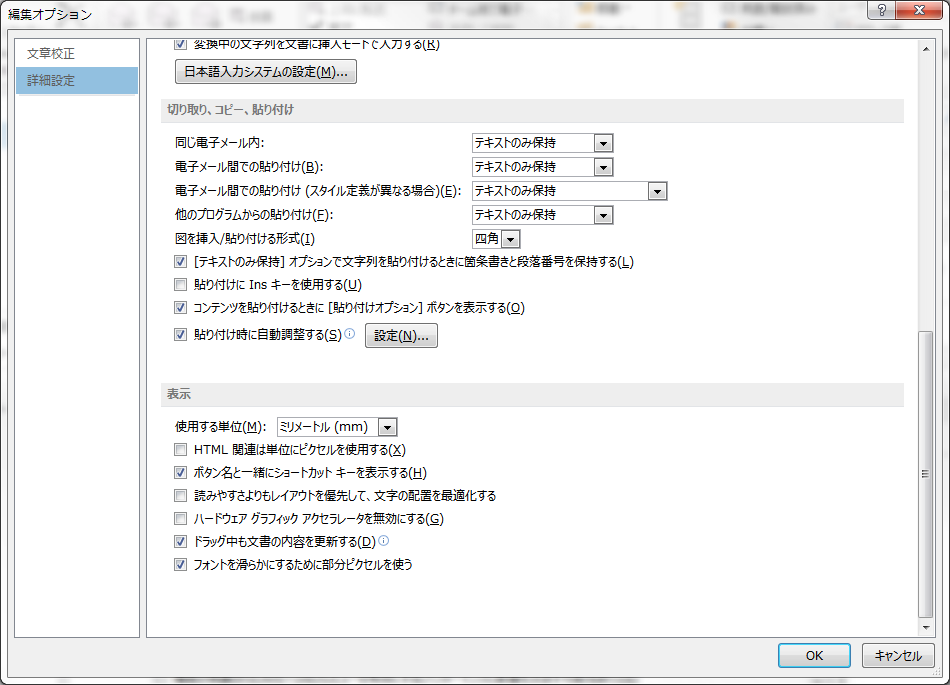 編集オプション
文章校正
詳細設定
変換中の文字列を文書に挿入モードで入力する(R)
日本語入力システムの設定(M)...
切り取り、コピー、貼り付け
同じ電子メール内:
テキストのみ保持
電子メール間での貼り付け(B):
テキストのみ保持
電子メール間での貼り付け (スタイル定義が異なる場合)(E):
テキストのみ保持
他のプログラムからの貼り付け(F):
テキストのみ保持
図を挿入/貼り付ける形式(I)
四角
[テキストのみ保持] オプションで文字列を貼り付けるときに箇条書きと段落番号を保持する(L)
貼り付けに Ins キーを使用する(U)
コンテンツを貼り付けるときに [貼り付けオプション] ボタンを表示する(O)
貼り付け時に自動調整する(S)
設定(N)...
表示
使用する単位(M):
ミリメートル (mm)
HTML 関連は単位にピクセルを使用する(X)
ボタン名と一緒にショートカット キーを表示する(H)
読みやすさよりもレイアウトを優先して、文字の配置を最適化する
ハードウェア グラフィック アクセラレータを無効にする(G)
ドラッグ中も文書の内容を更新する(D)
フォントを滑らかにするために部分ピクセルを使う
OK
キャンセル